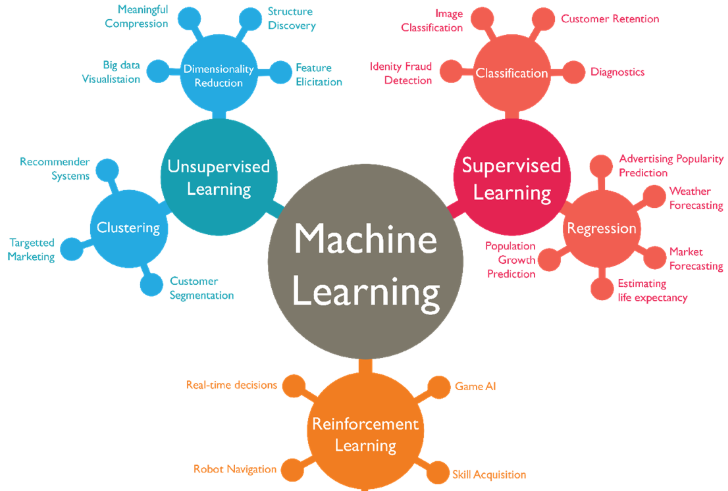 Meaningful
Compression
Structure
Discovery
Big data
Visualistaion
Dimensionality
Reduction
Feature
Elicitation
Unsupervised
Learning
Recommender
Systems
Clustering
Targetted
Marketing
Customer
Segmentation
Machine
Learning
Image
Classification
Customer Retention
Idenity Fraud
Detection
Classification
Diagnostics
Supervised
Learning
Advertising Popularity
Prediction
Weather
Forecasting
Regression
Population
Growth
Prediction
Market
Forecasting
Estimating
life expectancy
Real-time decisions
Game AI
Reinforcement
Learning
Robot Navigation
Skill Acquisition